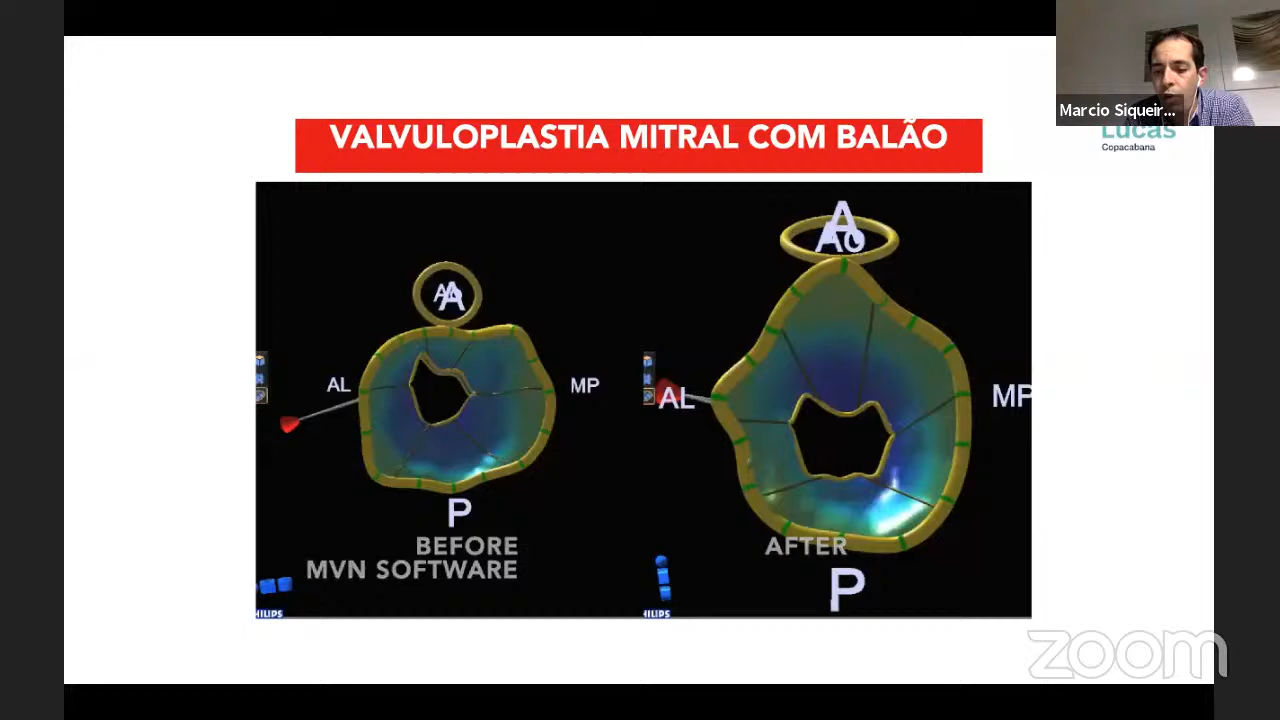 Marcio Siqueir...
Lucas
Copacabana
VALVULOPLASTIA MITRAL COM BALÃO
A
Ao
A
AL
MP
AL
MP
P
BEFORE
MVN SOFTWARE
AFTER
P
HILIPS
HILIPS
zoom